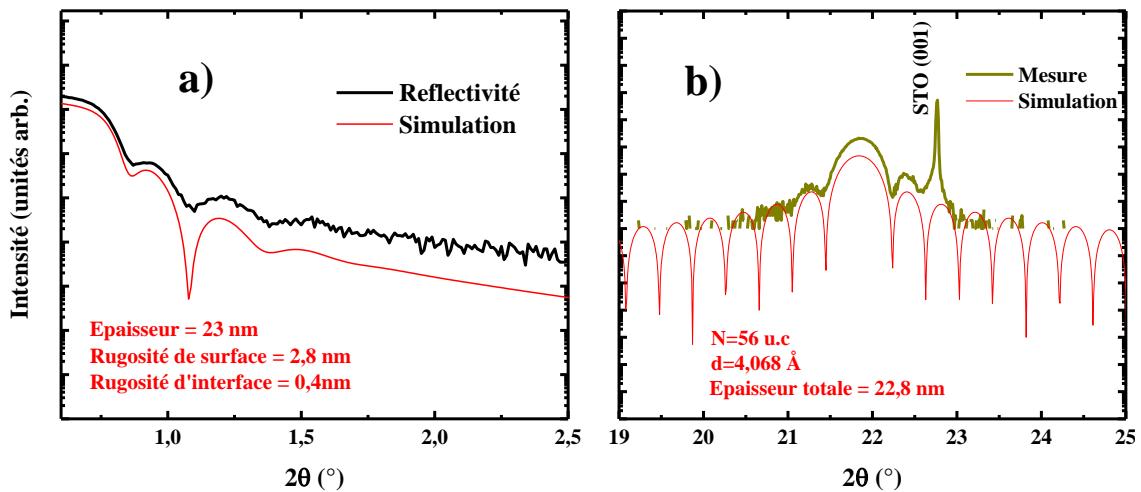 Intensité (unités arb.)
a)
Reflectivité
Simulation
Epaisseur = 23 nm
Rugosité de surface = 2,8 nm
Rugosité d'interface = 0,4nm
1,0 1,5 2,0 2,5
2θ (°)
b)
STO (001)
Mesure
Simulation
N=56 u.c
d=4,068 Å
Epaisseur totale = 22,8 nm
19 20 21 22 23 24 25
2θ (°)